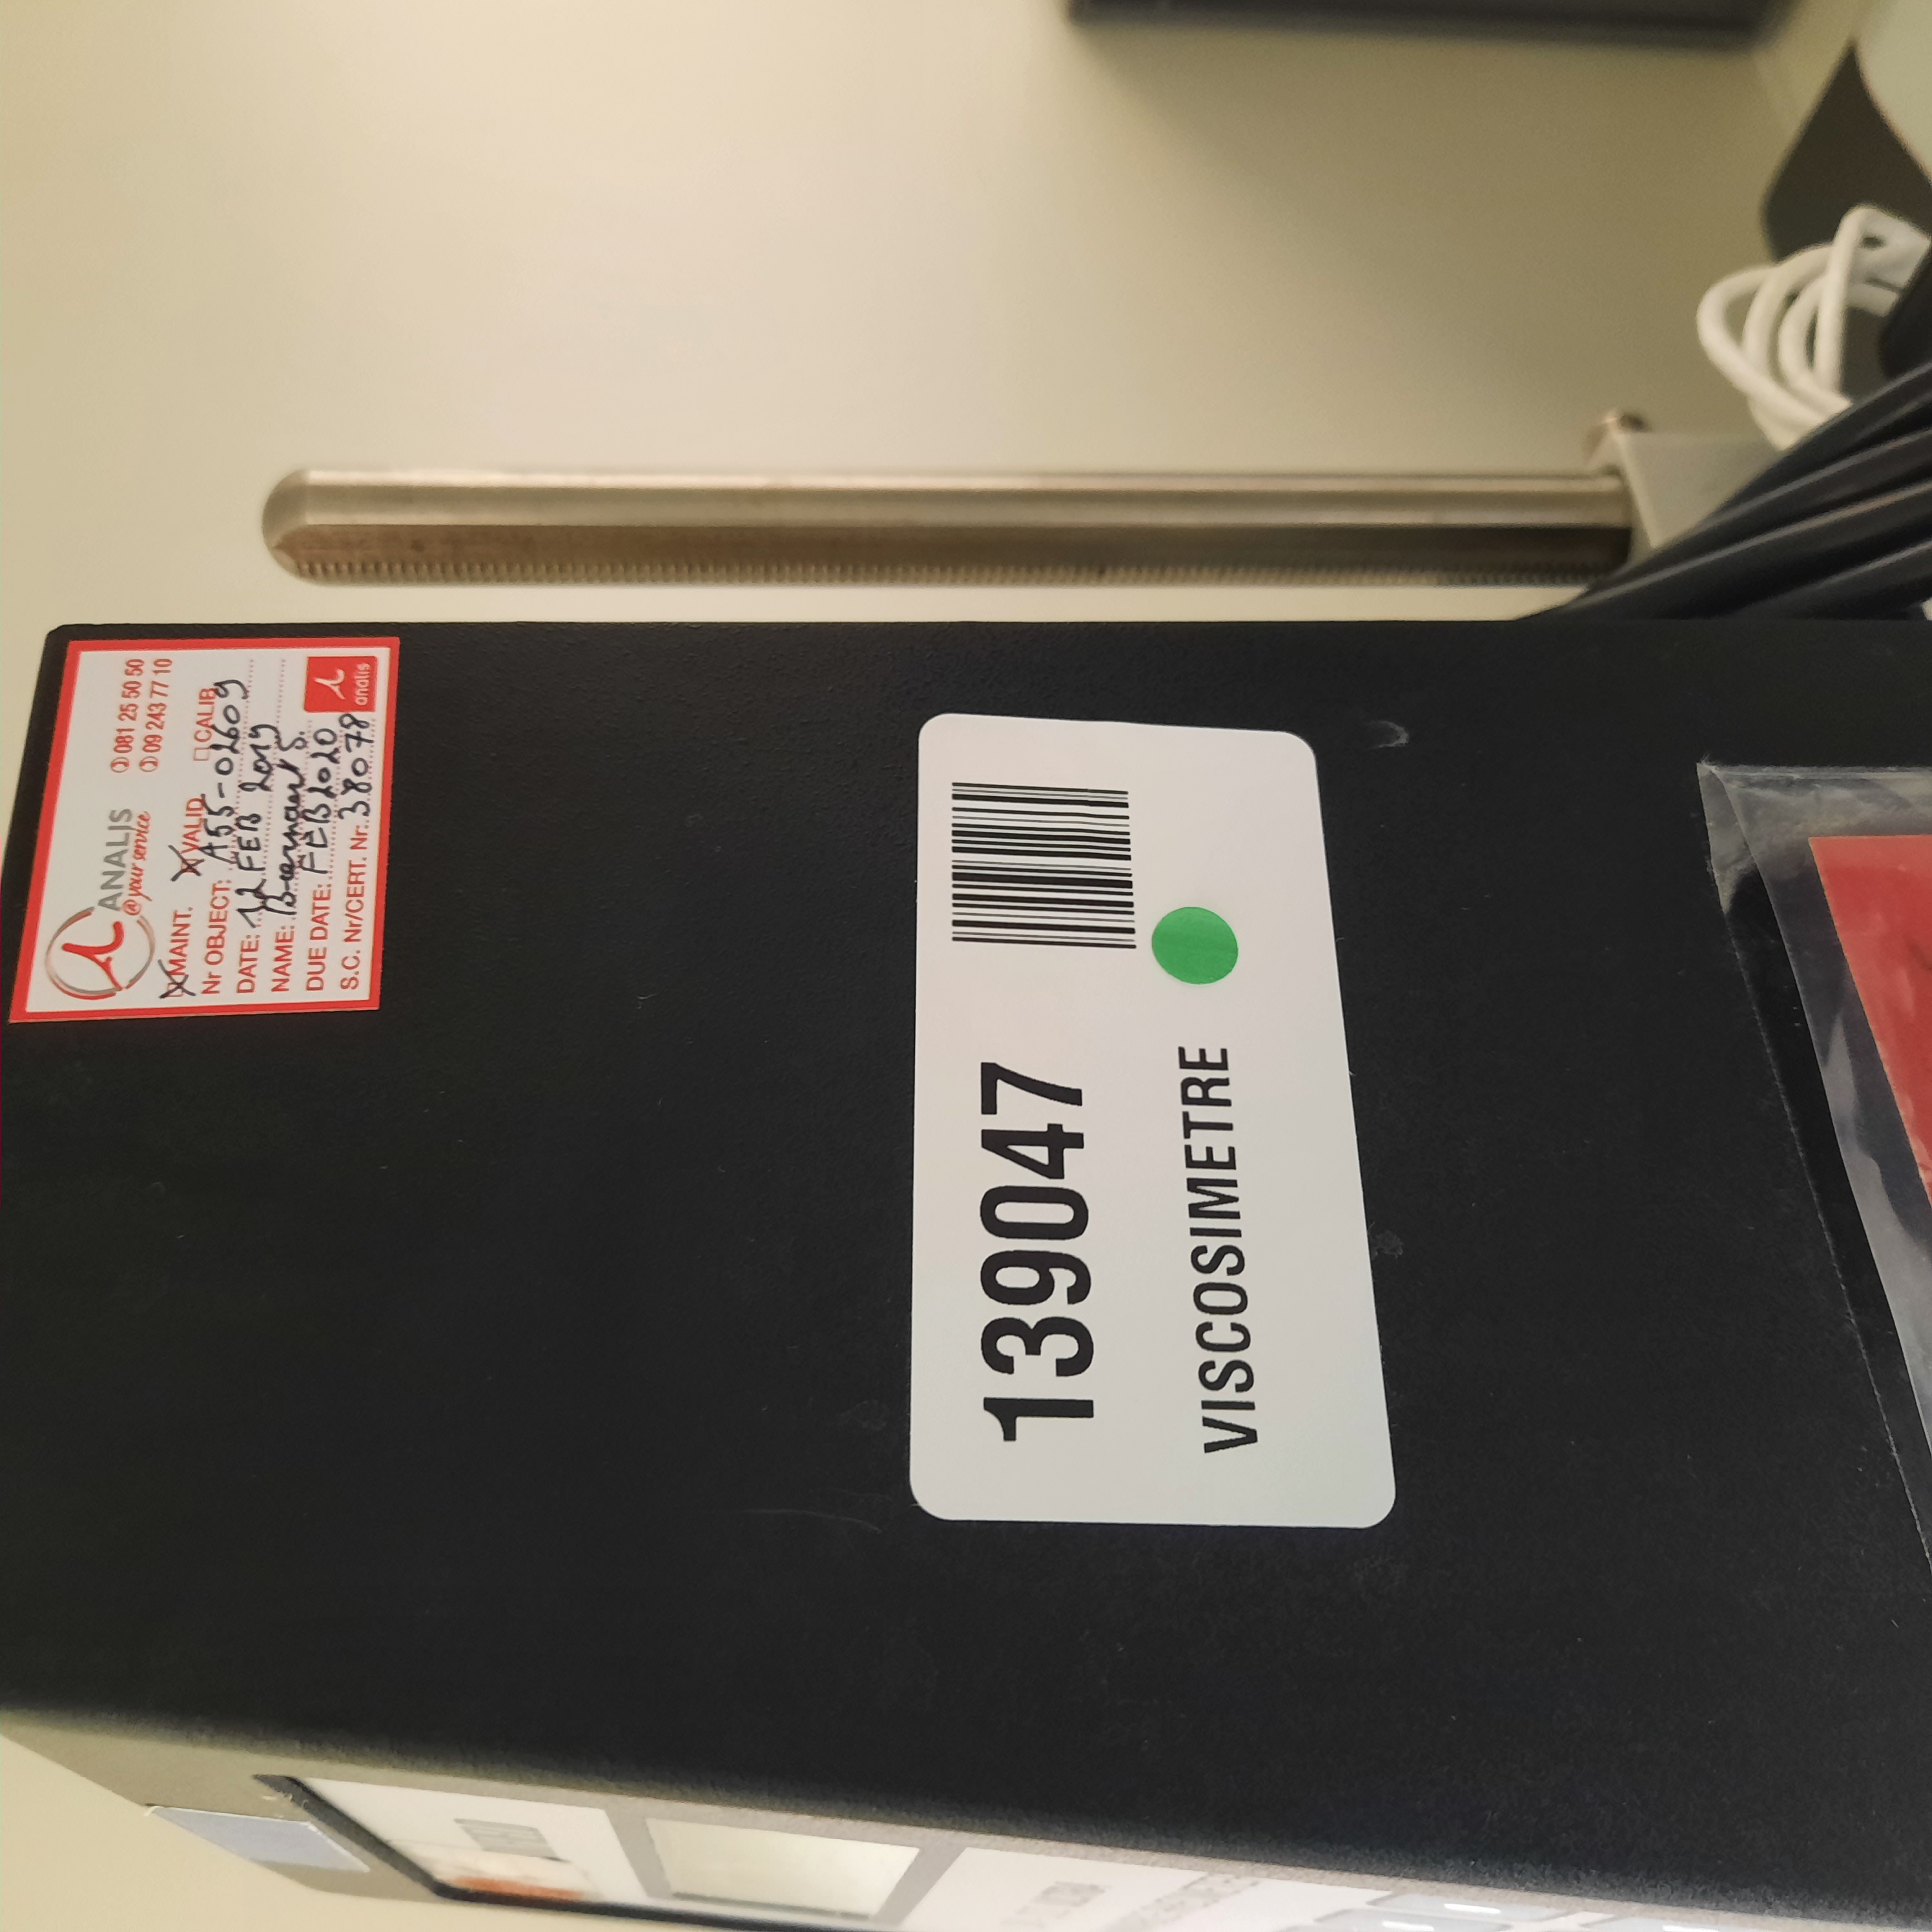 ANALIS
@ your service
081 25 50 50
09 243 77 10
MAINT. VALID. CALIB.
Nr OBJECT: A55-02609
DATE: 12 FEB 2019
NAME: S.
DUE DATE: FEB 2020
S.C. Nr/CERT. Nr: 38078
analis
139047
VISCOSIMETRE